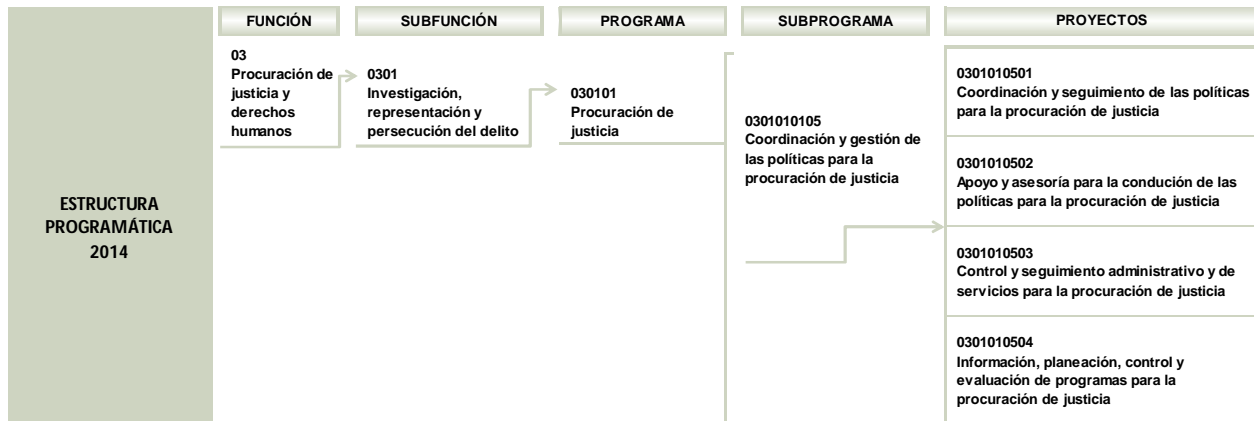 FUNCIÓN
SUBFUNCIÓN
PROGRAMA
SUBPROGRAMA
PROYECTOS
ESTRUCTURA
PROGRAMÁTICA
2014
03
Procuración de
justicia y
derechos
humanos
0301
Investigación,
representación y
persecución del delito
030101
Procuración de
justicia
0301010105
Coordinación y gestión de
las políticas para la
procuración de justicia
0301010501
Coordinación y seguimiento de las políticas
para la procuración de justicia
0301010502
Apoyo y asesoría para la condución de las
políticas para la procuración de justicia
0301010503
Control y seguimiento administrativo y de
servicios para la procuración de justicia
0301010504
Información, planeación, control y
evaluación de programas para la
procuración de justicia